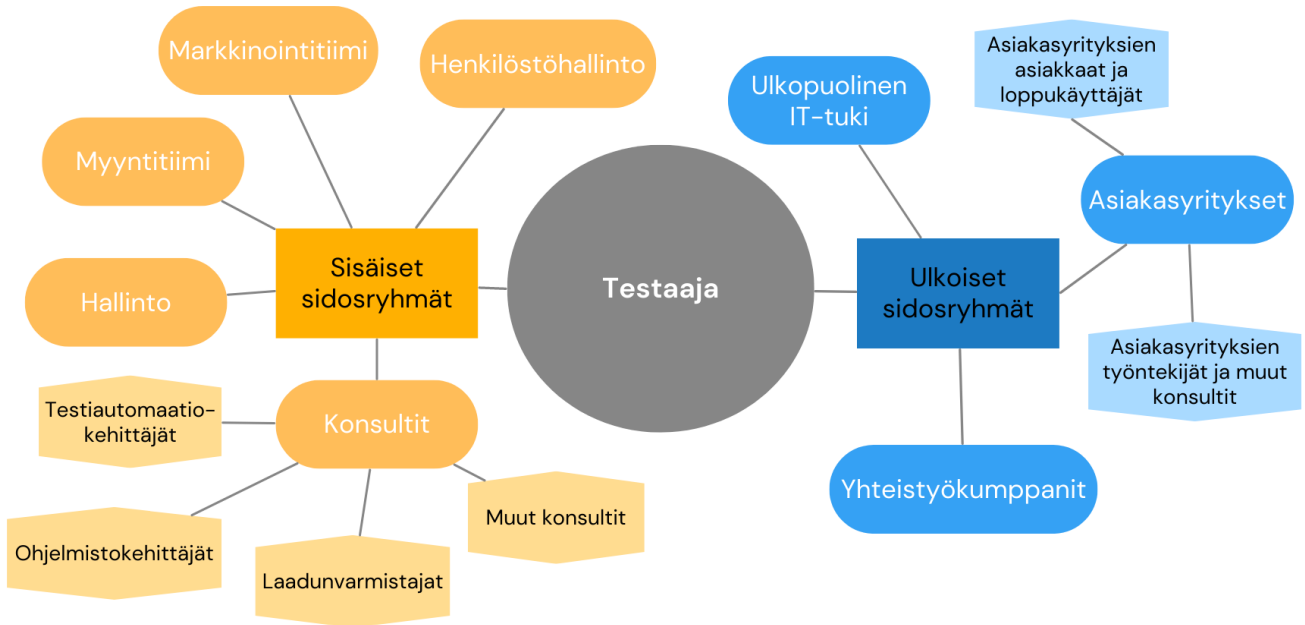 Markkinointitiimi
Henkilöstöhallinto
Myyntitiimi
Hallinto
Sisäiset
sidosryhmät
Testiautomaatio-
kehittäjät
Konsultit
Ohjelmistokehittäjät
Laadunvarmistajat
Muut konsultit
Testaaja
Ulkopuolinen
IT-tuki
Asiakasyrityksien
asiakkaat ja
loppukäyttäjät
Asiakasyritykset
Ulkoiset
sidosryhmät
Asiakasyrityksien
työntekijät ja muut
konsultit
Yhteistyökumppanit